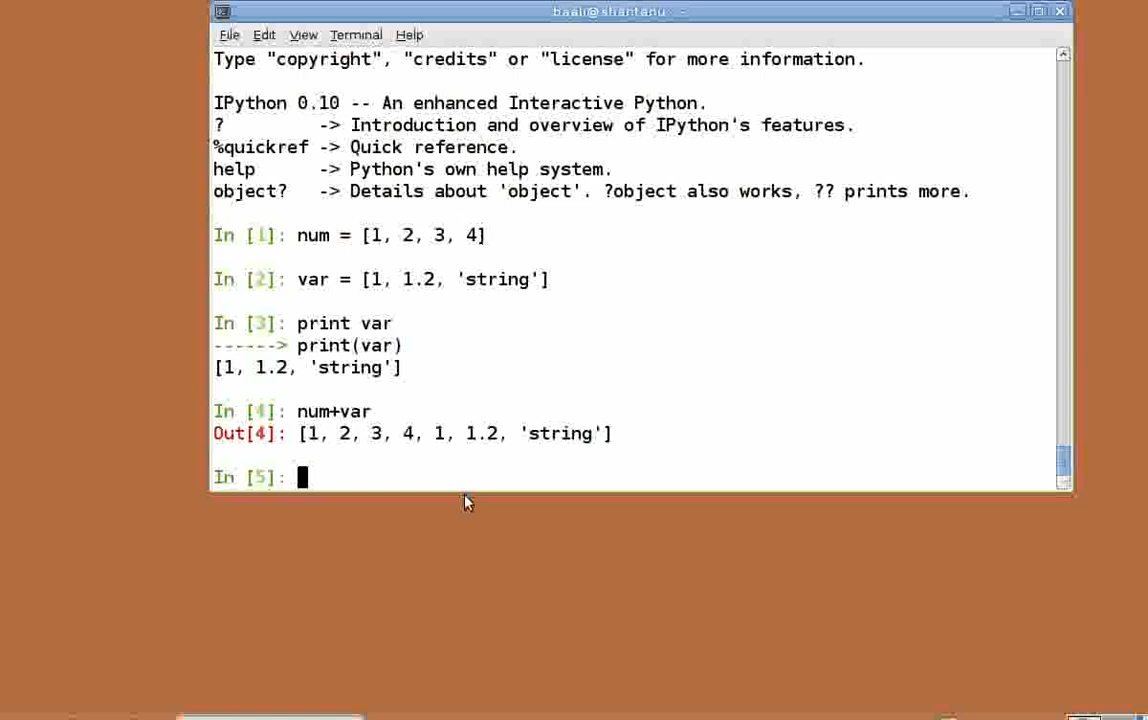 baali@shantanu: ~
File Edit View Terminal Help
Type "copyright", "credits" or "license" for more information.
IPython 0.10 -- An enhanced Interactive Python.
? -> Introduction and overview of IPython's features.
%quickref -> Quick reference.
help -> Python's own help system.
object? -> Details about 'object'. ?object also works, ?? prints more.
In [1]: num = [1, 2, 3, 4]
In [2]: var = [1, 1.2, 'string']
In [3]: print var
------> print(var)
[1, 1.2, 'string']
In [4]: num+var
Out[4]: [1, 2, 3, 4, 1, 1.2, 'string']
In [5]: